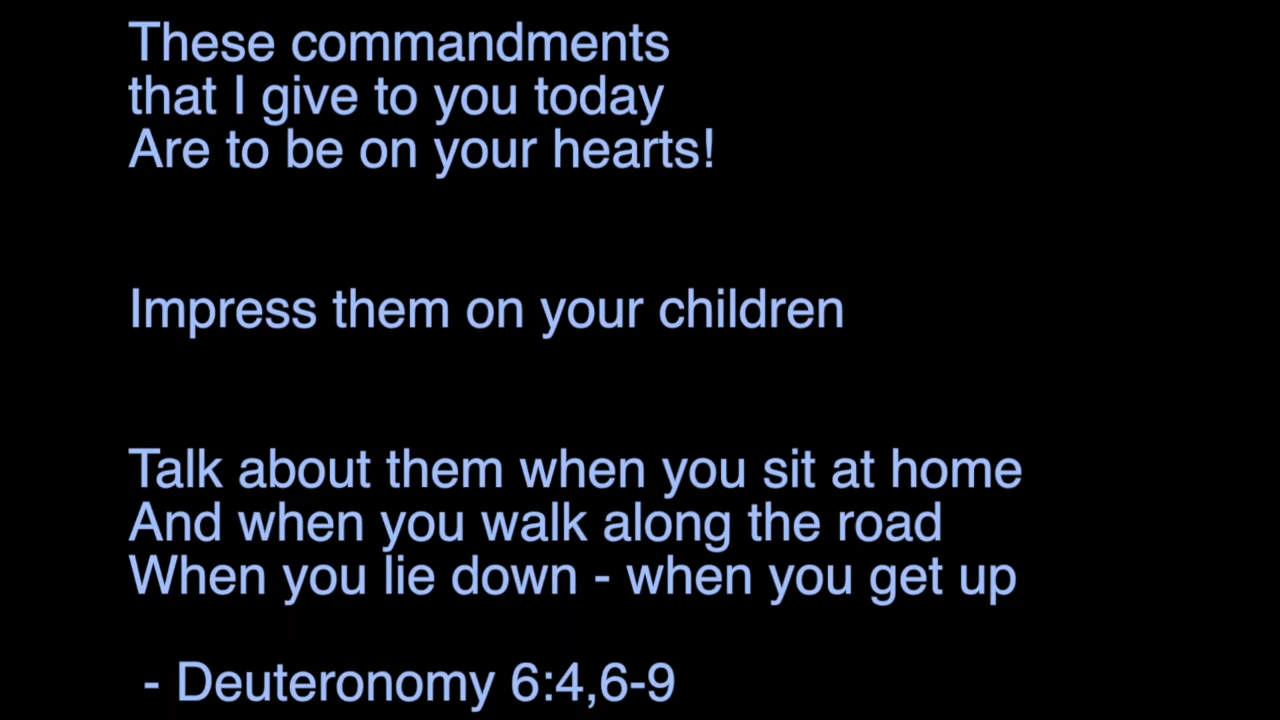 These commandments
that I give to you today
Are to be on your hearts!
Impress them on your children
Talk about them when you sit at home
And when you walk along the road
When you lie down - when you get up
- Deuteronomy 6:4,6-9